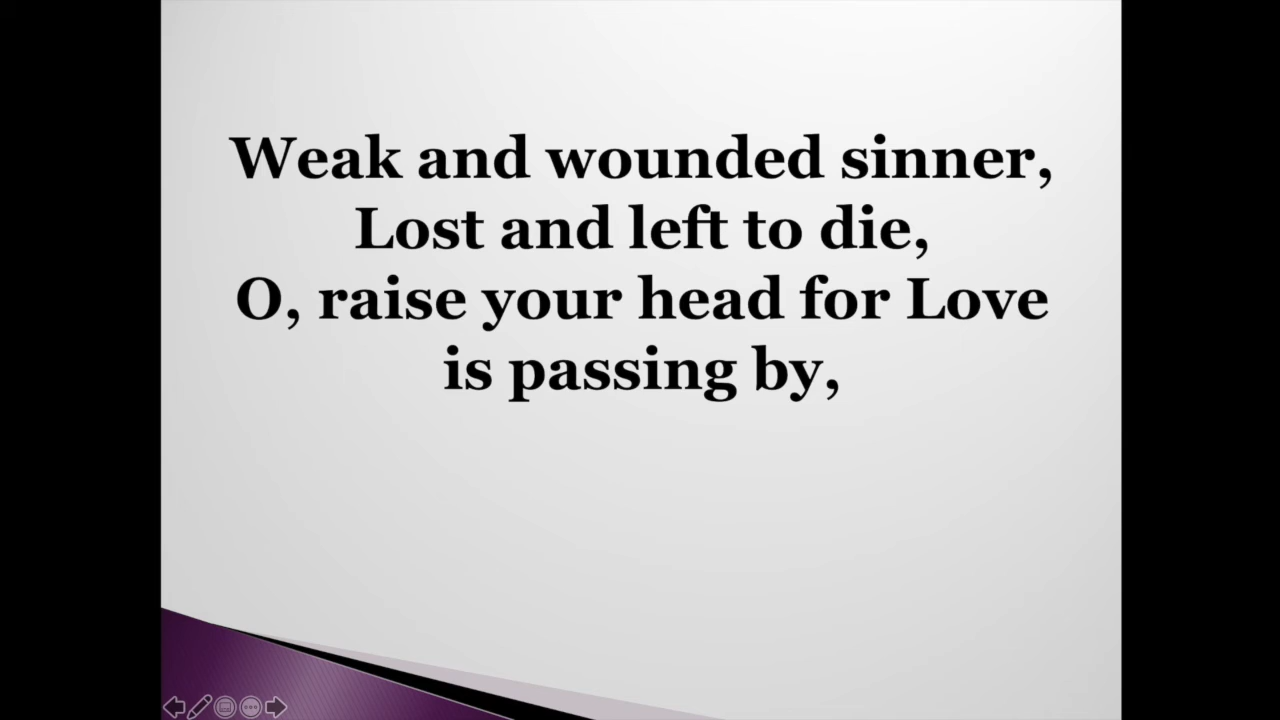 Weak and wounded sinner,
Lost and left to die,
O, raise your head for Love
is passing by,